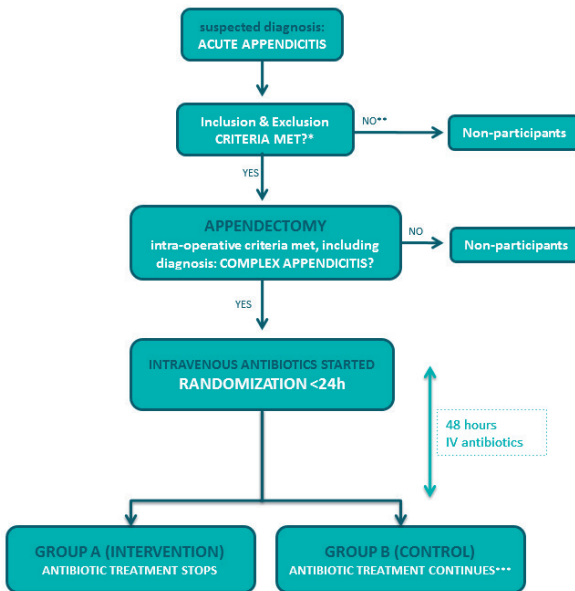 suspected diagnosis:
ACUTE APPENDICITIS
Inclusion & Exclusion
CRITERIA MET?*
NO**
Non-participants
YES
APPENDECTOMY
intra-operative criteria met, including
diagnosis: COMPLEX APPENDICITIS?
NO
Non-participants
YES
INTRAVENOUS ANTIBIOTICS STARTED
RANDOMIZATION <24h
48 hours
IV antibiotics
GROUP A (INTERVENTION)
ANTIBIOTIC TREATMENT STOPS
GROUP B (CONTROL)
ANTIBIOTIC TREATMENT CONTINUES***